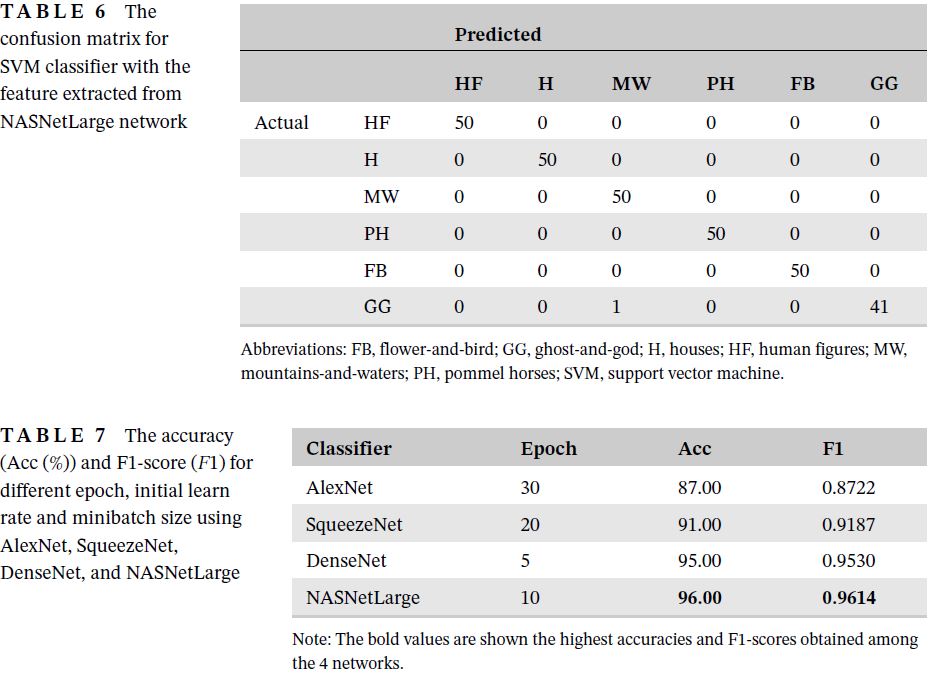 TABLE 6 The
confusion matrix for
SVM classifier with the
feature extracted from
NASNetLarge network
Predicted
HF H MW PH FB GG
Actual HF 50 0 0 0 0 0
H 0 50 0 0 0 0
MW 0 0 50 0 0 0
PH 0 0 0 50 0 0
FB 0 0 0 0 50 0
GG 0 0 1 0 0 41
Abbreviations: FB, flower-and-bird; GG, ghost-and-god; H, houses; HF, human figures; MW,
mountains-and-waters; PH, pommel horses; SVM, support vector machine.
TABLE 7 The accuracy
(Acc (%)) and F1-score (F1) for
different epoch, initial learn
rate and minibatch size using
AlexNet, SqueezeNet,
DenseNet, and NASNetLarge
Classifier Epoch Acc F1
AlexNet 30 87.00 0.8722
SqueezeNet 20 91.00 0.9187
DenseNet 5 95.00 0.9530
NASNetLarge 10 96.00 0.9614
Note: The bold values are shown the highest accuracies and F1-scores obtained among
the 4 networks.